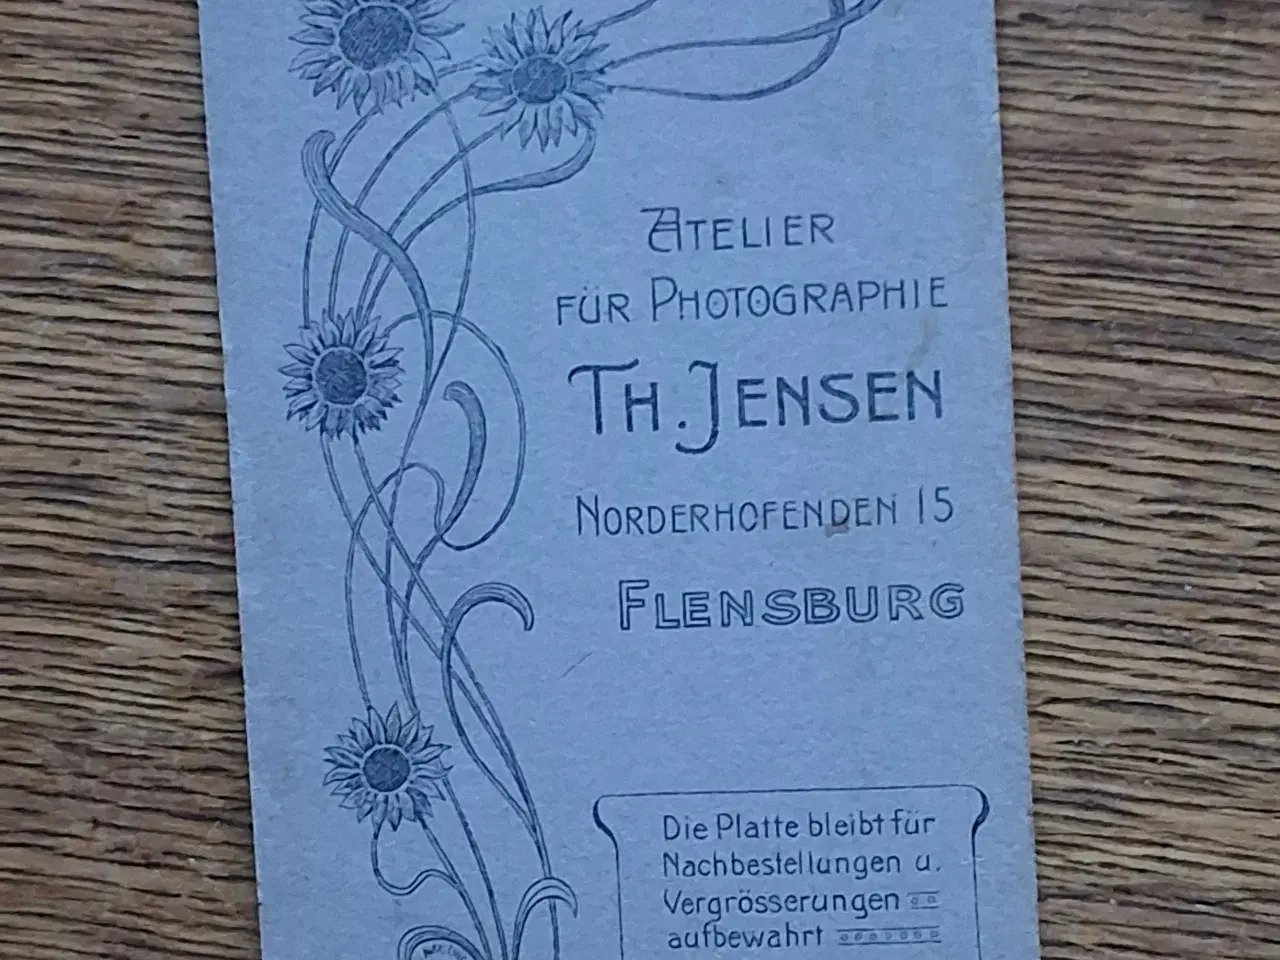 ATELIER
FÜR PHOTOGRAPHIE
TH. JENSEN
NORDERHOFENDEN 15
FLENSBURG
Die Platte bleibt für
Nachbestellungen u.
Vergrösserungen
aufbewahrt